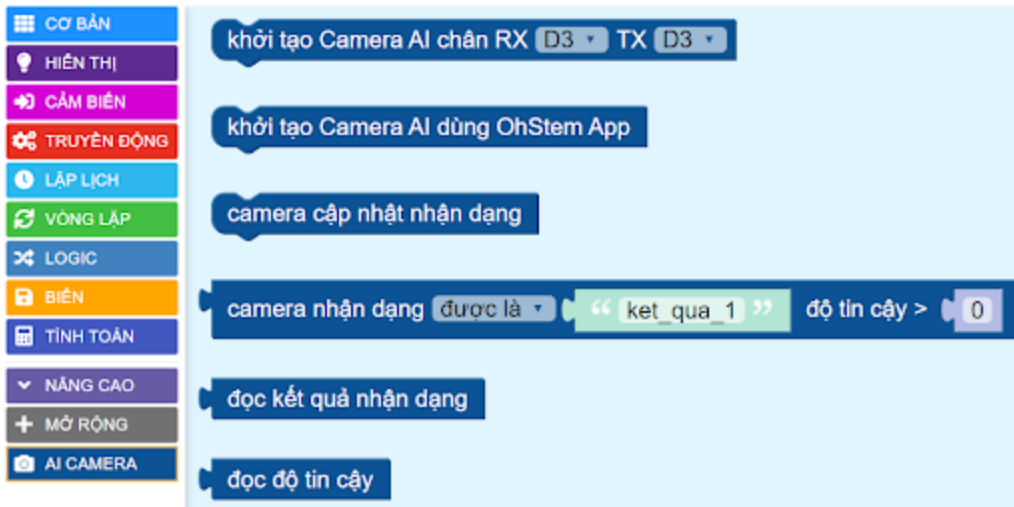 CƠ BẢN
HIỂN THỊ
CẢM BIẾN
TRUYỀN ĐỘNG
LẬP LỊCH
VÒNG LẶP
LOGIC
BIẾN
TÍNH TOÁN
NÂNG CAO
MỞ RỘNG
AI CAMERA
khởi tạo Camera AI chân RX D3 TX D3
khởi tạo Camera AI dùng OhStem App
camera cập nhật nhận dạng
camera nhận dạng được là “ ket_qua_1 ” độ tin cậy > 0
đọc kết quả nhận dạng
đọc độ tin cậy